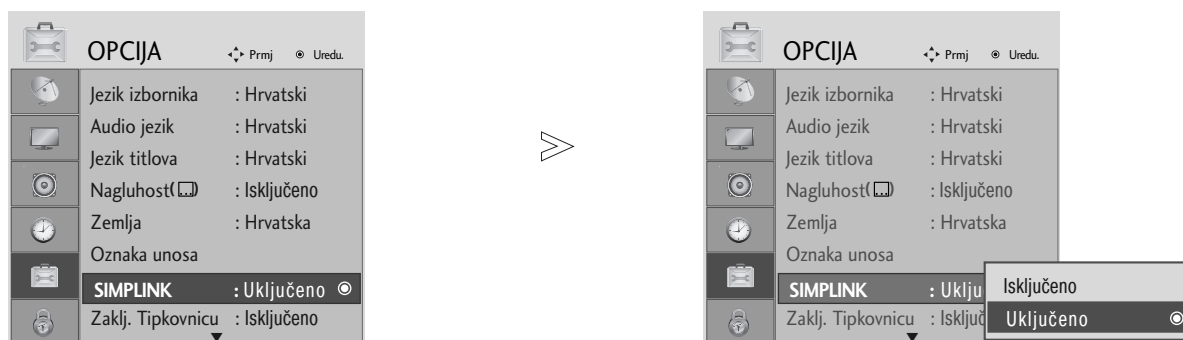 OPCIJA Prmj Uredu.
Jezik izbornika : Hrvatski
Audio jezik : Hrvatski
Jezik titlova : Hrvatski
Nagluhost( ) : Isključeno
Zemlja : Hrvatska
Oznaka unosa
SIMPLINK : Uključeno
Zaklj. Tipkovnicu : Isključeno
OPCIJA Prmj Uredu.
Jezik izbornika : Hrvatski
Audio jezik : Hrvatski
Jezik titlova : Hrvatski
Nagluhost( ) : Isključeno
Zemlja : Hrvatska
Oznaka unosa
SIMPLINK : Uklju
Zaklj. Tipkovnicu : Isključ
Isključeno
Uključeno